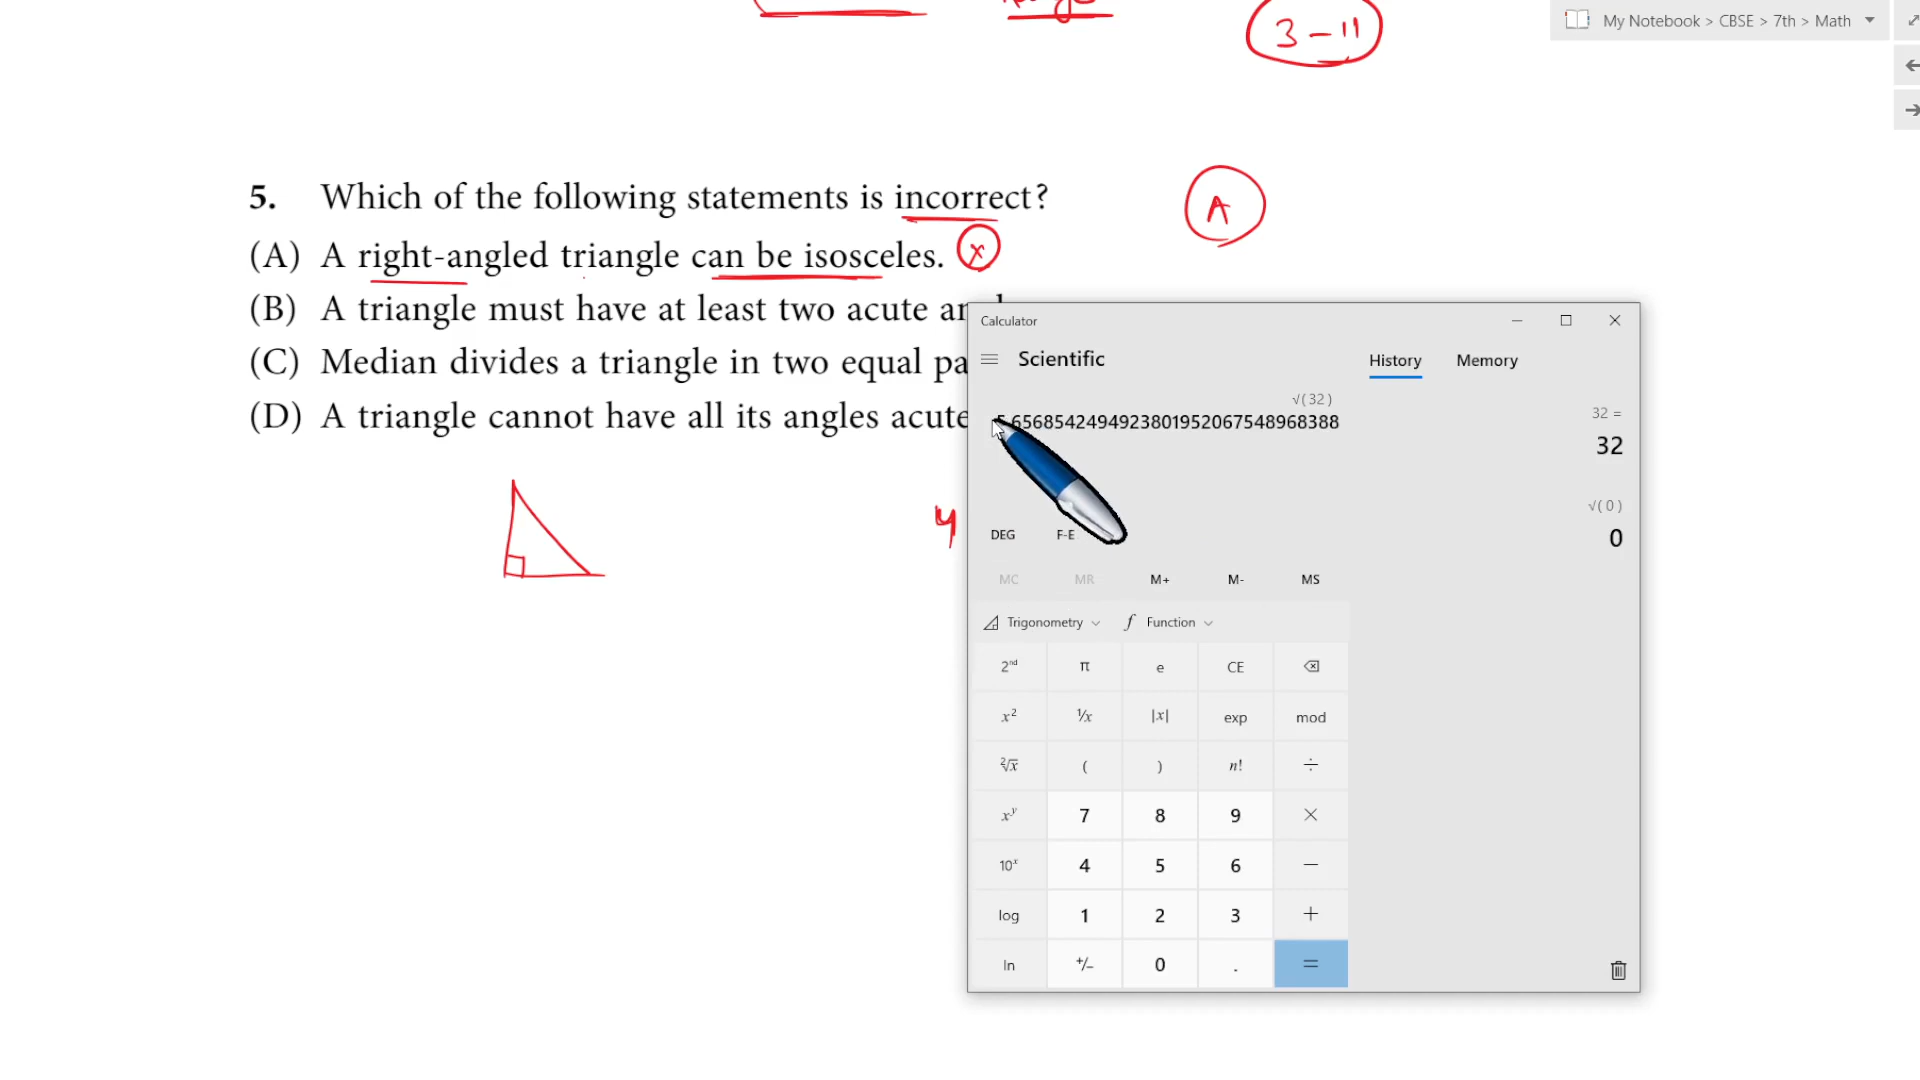 3 - 11
My Notebook > CBSE > 7th > Math
5. Which of the following statements is incorrect?
A
(A) A right-angled triangle can be isosceles. x
(B) A triangle must have at least two acute
(C) Median divides a triangle in two equal
(D) A triangle cannot have all its angles acute
4
Calculator
Scientific
History Memory
√( 32 )
5.6568542494923801952067548968388
32 =
32
√( 0 )
0
DEG F-E
MC MR M+ M- MS
Trigonometry f Function
2nd π e CE
x² ¹/x |x| exp mod
²√x ( ) n! ÷
xʸ 7 8 9 ×
10ˣ 4 5 6 −
log 1 2 3 +
ln +/− 0 . =